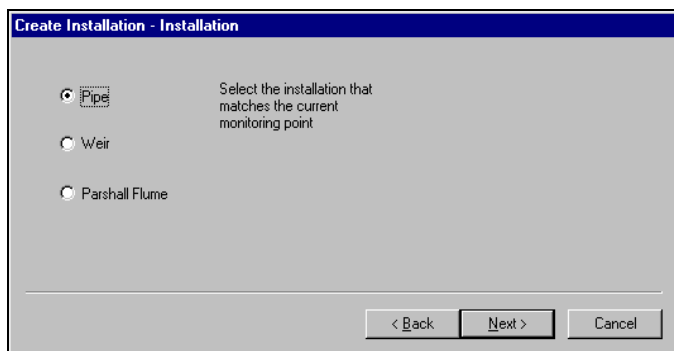 Create Installation - Installation
Pipe
Select the installation that
matches the current
monitoring point
Weir
Parshall Flume
< Back
Next >
Cancel